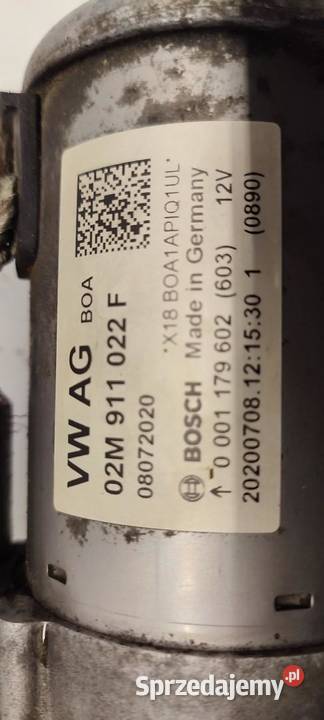 VW AG BOA
02M 911 022 F
08072020
*X18 BOA1APIQ1UL*
BOSCH Made in Germany
0 001 179 602 (603) 12V
20200708.12:15:30 1 (0890)
Sprzedajemy.pl